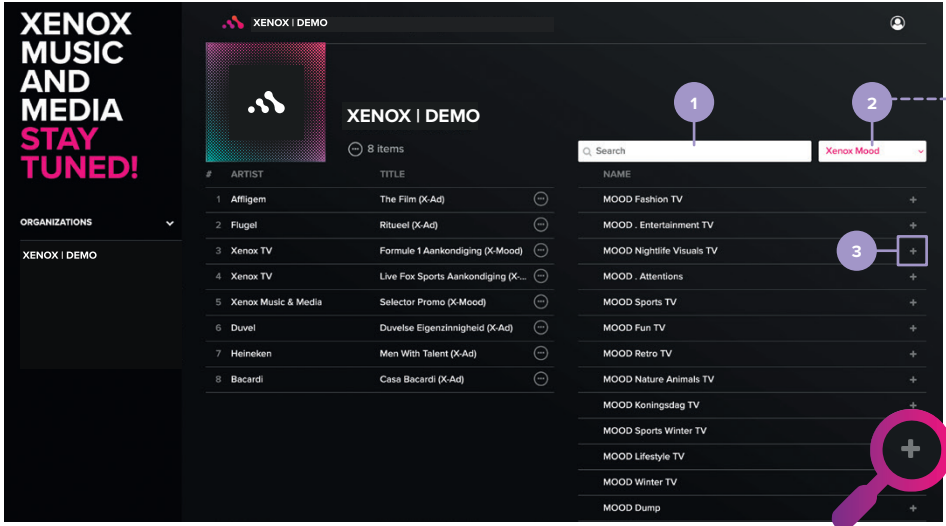 XENOX
MUSIC
AND
MEDIA
STAY
TUNED!
ORGANIZATIONS
XENOX | DEMO
XENOX | DEMO
XENOX | DEMO
8 items
# ARTIST TITLE
1 Affligem The Film (X-Ad)
2 Flugel Ritueel (X-Ad)
3 Xenox TV Formule 1 Aankondiging (X-Mood)
4 Xenox TV Live Fox Sports Aankondiging (X-...
5 Xenox Music & Media Selector Promo (X-Mood)
6 Duvel Duvelse Eigenzinnigheid (X-Ad)
7 Heineken Men With Talent (X-Ad)
8 Bacardi Casa Bacardi (X-Ad)
1
2
Search
Xenox Mood
NAME
MOOD Fashion TV +
MOOD . Entertainment TV +
MOOD Nightlife Visuals TV +
3
MOOD . Attentions +
MOOD Sports TV +
MOOD Fun TV +
MOOD Retro TV +
MOOD Nature Animals TV +
MOOD Koningsdag TV +
MOOD Sports Winter TV
MOOD Lifestyle TV +
MOOD Winter TV
MOOD Dump +